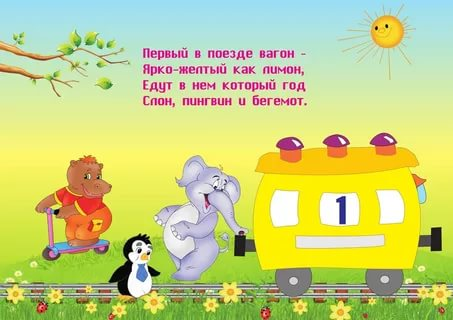 Первый в поезде вагон -
Ярко-желтый как лимон,
Едут в нем который год
Слон, пингвин и бегемот.
1